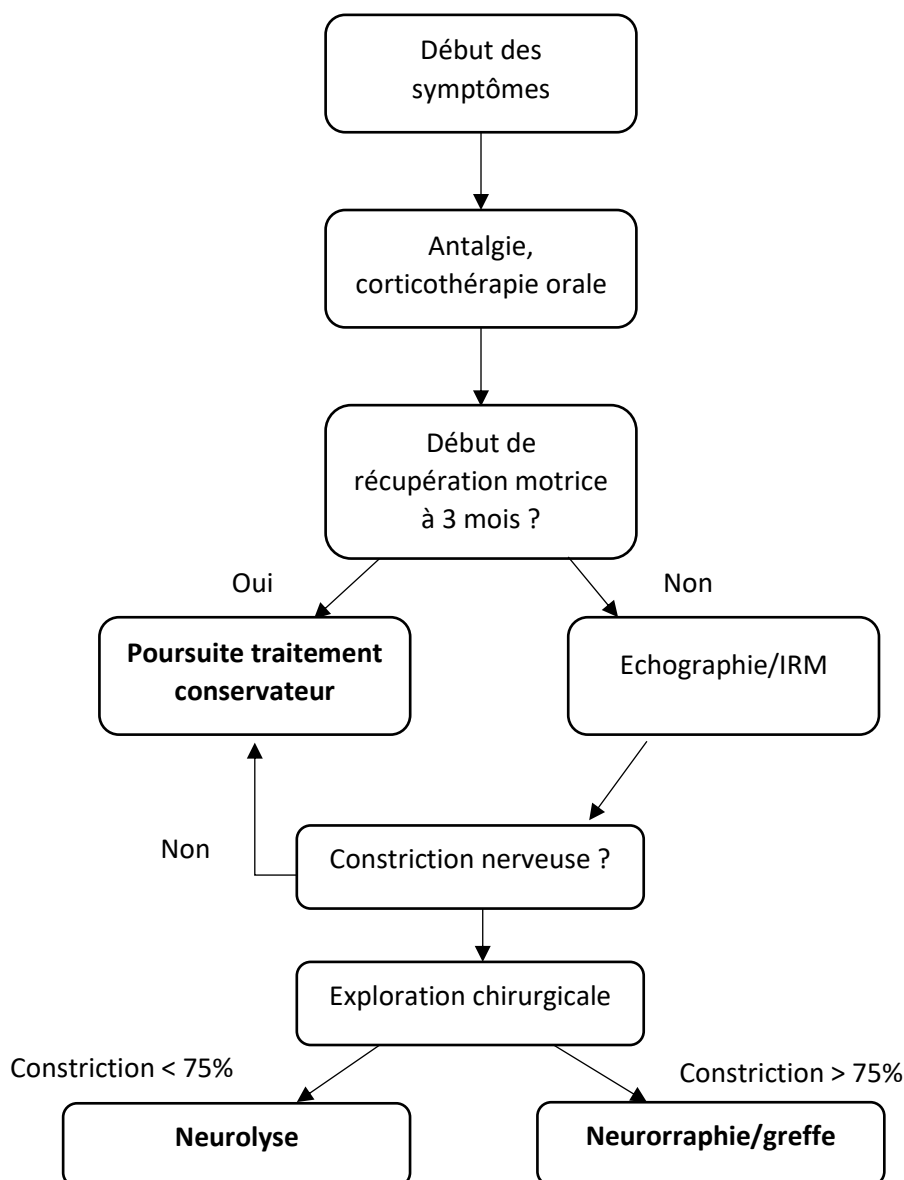 Début des
symptômes
Antalgie,
corticothérapie orale
Début de
récupération motrice
à 3 mois ?
Oui
Non
Poursuite traitement
conservateur
Echographie/IRM
Non
Constriction nerveuse ?
Exploration chirurgicale
Constriction < 75%
Constriction > 75%
Neurolyse
Neurorraphie/greffe